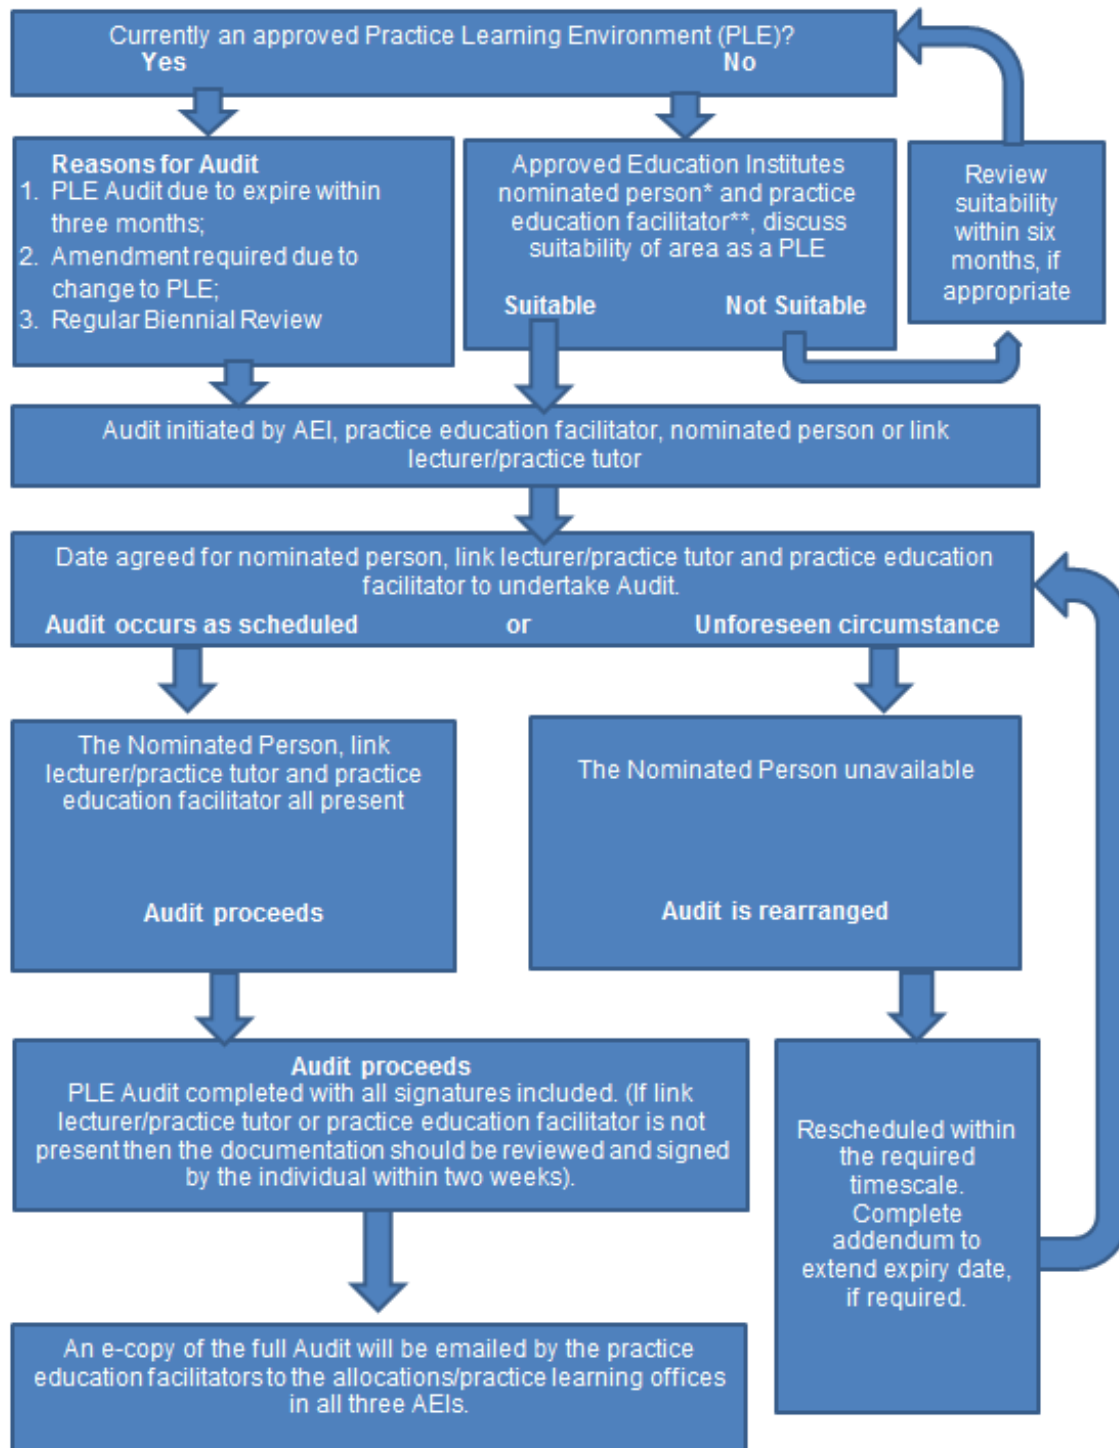 Currently an approved Practice Learning Environment (PLE)?
Yes No
Reasons for Audit
1. PLE Audit due to expire within
three months;
2. Amendment required due to
change to PLE;
3. Regular Biennial Review
Approved Education Institutes
nominated person* and practice
education facilitator**, discuss
suitability of area as a PLE
Suitable Not Suitable
Review
suitability
within six
months, if
appropriate
Audit initiated by AEI, practice education facilitator, nominated person or link
lecturer/practice tutor
Date agreed for nominated person, link lecturer/practice tutor and practice education
facilitator to undertake Audit.
Audit occurs as scheduled or Unforeseen circumstance
The Nominated Person, link
lecturer/practice tutor and practice
education facilitator all present
Audit proceeds
The Nominated Person unavailable
Audit is rearranged
Audit proceeds
PLE Audit completed with all signatures included. (If link
lecturer/practice tutor or practice education facilitator is not
present then the documentation should be reviewed and signed
by the individual within two weeks).
Rescheduled within
the required
timescale.
Complete
addendum to
extend expiry date,
if required.
An e-copy of the full Audit will be emailed by the practice
education facilitators to the allocations/practice learning offices
in all three AEIs.